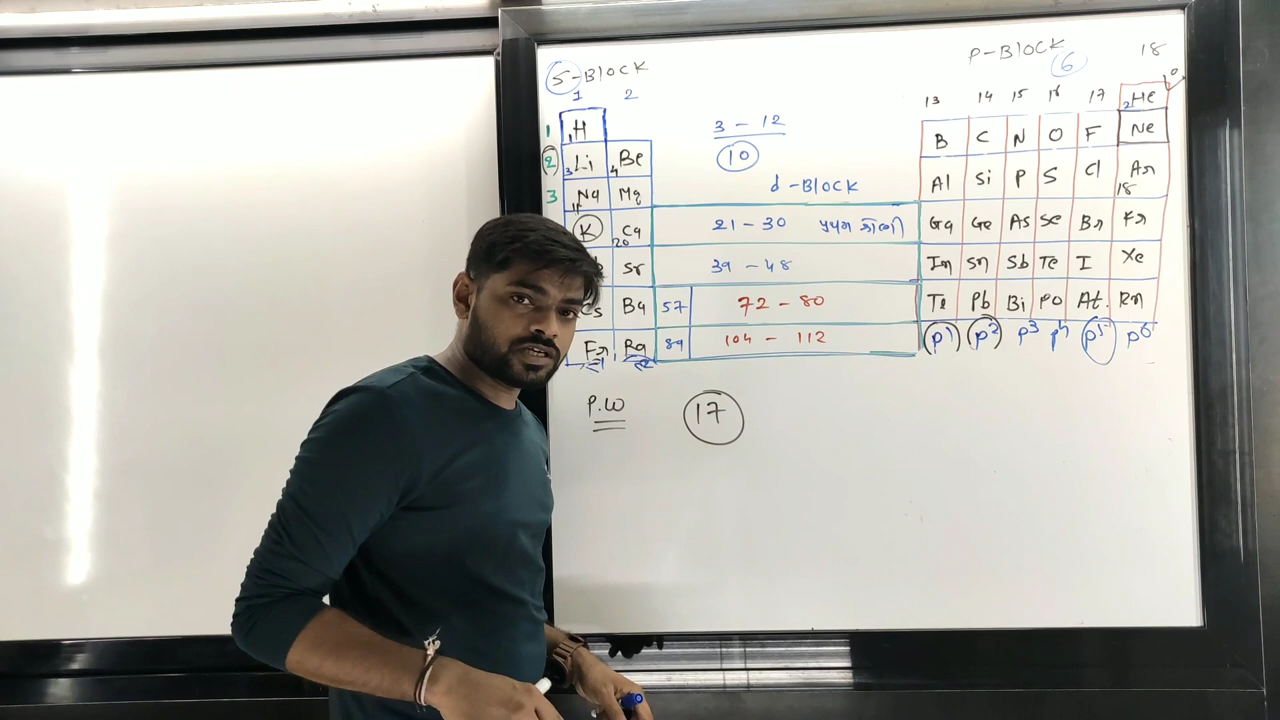 S-BLOCK
P-BLOCK 6 18
1 2
13 14 15 16 17 2He 0
1 1H
3 - 12
10
B C N O F Ne
2 3Li 4Be
d-BLOCK
Al Si P S Cl Ar 18
3 11Na Mg
K 20Ca 21 - 30 Ga Ge As Se Br Kr
Sr 39 - 48 In Sn Sb Te I Xe
Cs Ba 57 72 - 80 Te Pb Bi Po At. Rn
Fr Ra 89 104 - 112
p1 p2 p3 p4 p5 p6
P.W 17